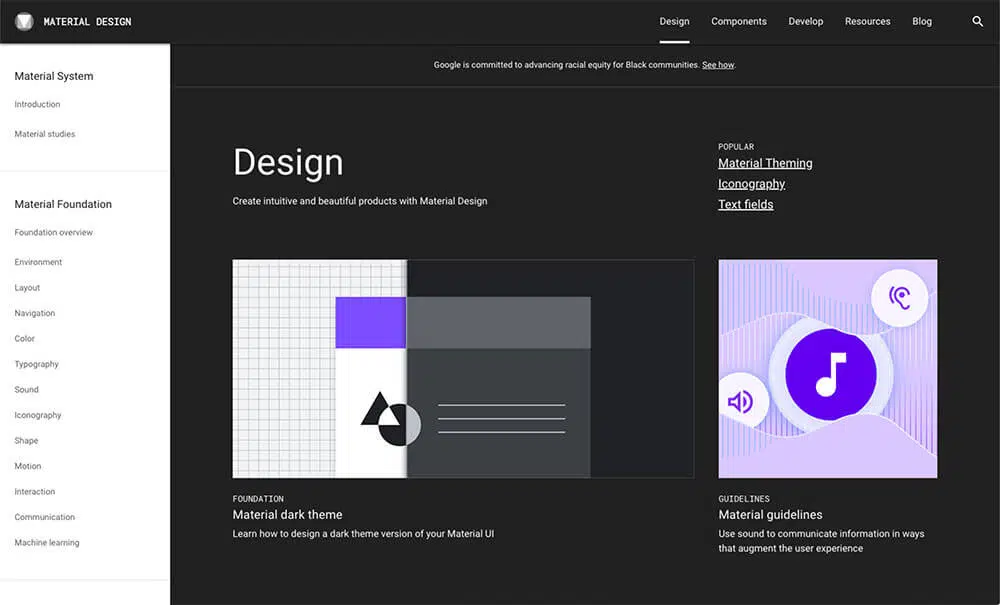 MATERIAL DESIGN
Design
Components
Develop
Resources
Blog
Material System
Introduction
Material studies
Material Foundation
Foundation overview
Environment
Layout
Navigation
Color
Typography
Sound
Iconography
Shape
Motion
Interaction
Communication
Machine learning
Google is committed to advancing racial equity for Black communities. See how.
Design
Create intuitive and beautiful products with Material Design
POPULAR
Material Theming
Iconography
Text fields
FOUNDATION
Material dark theme
Learn how to design a dark theme version of your Material UI
GUIDELINES
Material guidelines
Use sound to communicate information in ways
that augment the user experience